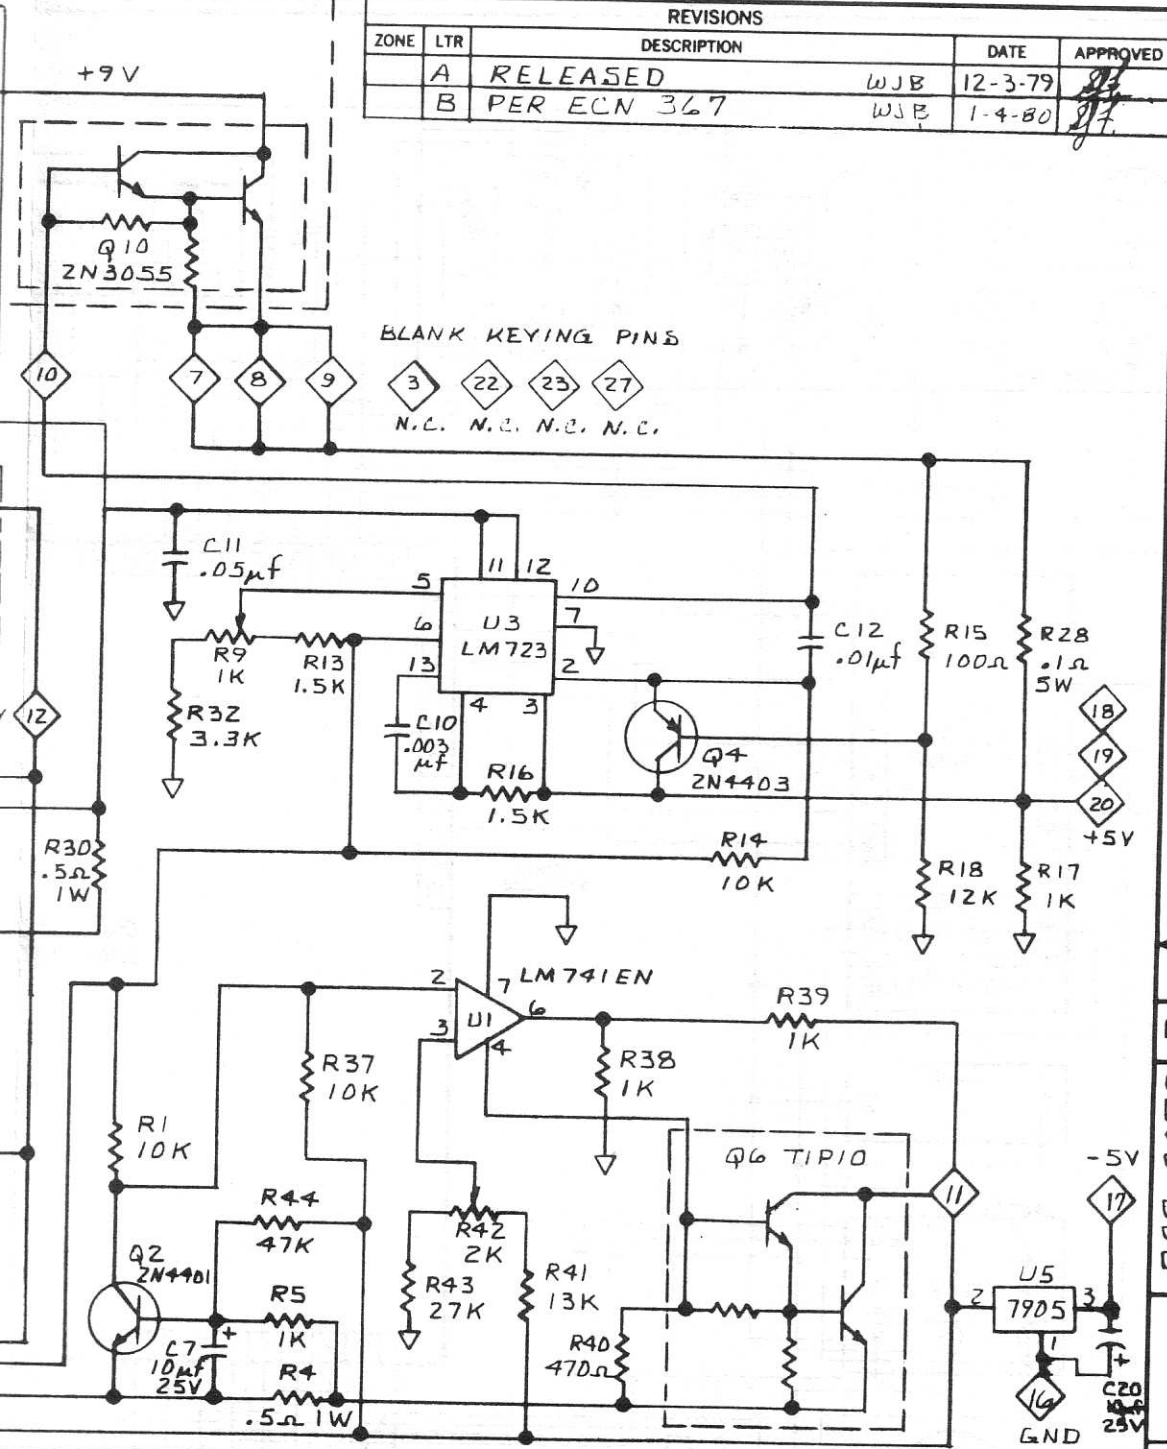 REVISIONS
ZONE LTR DESCRIPTION DATE APPROVED
A RELEASED WJB 12-3-79
B PER ECN 367 WJB 1-4-80
+9V
Q10
2N3055
BLANK KEYING PINS
10 7 8 9 3 22 23 27
N.C. N.C. N.C. N.C.
C11
.05µf
11 12
5 10
6 U3 7
LM723
13 2
4 3
R9
1K
R13
1.5K
R32
3.3K
C10
.003
µf
R16
1.5K
C12
.01µf
R15
100Ω
R28
.1Ω
5W
Q4
2N4403
12
18
19
20
+5V
R30
.5Ω
1W
R14
10K
R18
12K
R17
1K
2 7 LM741EN
3 U1 6
4
R39
1K
R37
10K
R38
1K
R1
10K
Q6 TIP10
11
-5V
17
R44
47K
R42
2K
Q2
2N4401
R5
1K
R43
27K
R41
13K
U5
2 7905 3
1
C7 +
10µf
25V
R4
.5Ω 1W
R40
470Ω
16
GND
+
C20
25V